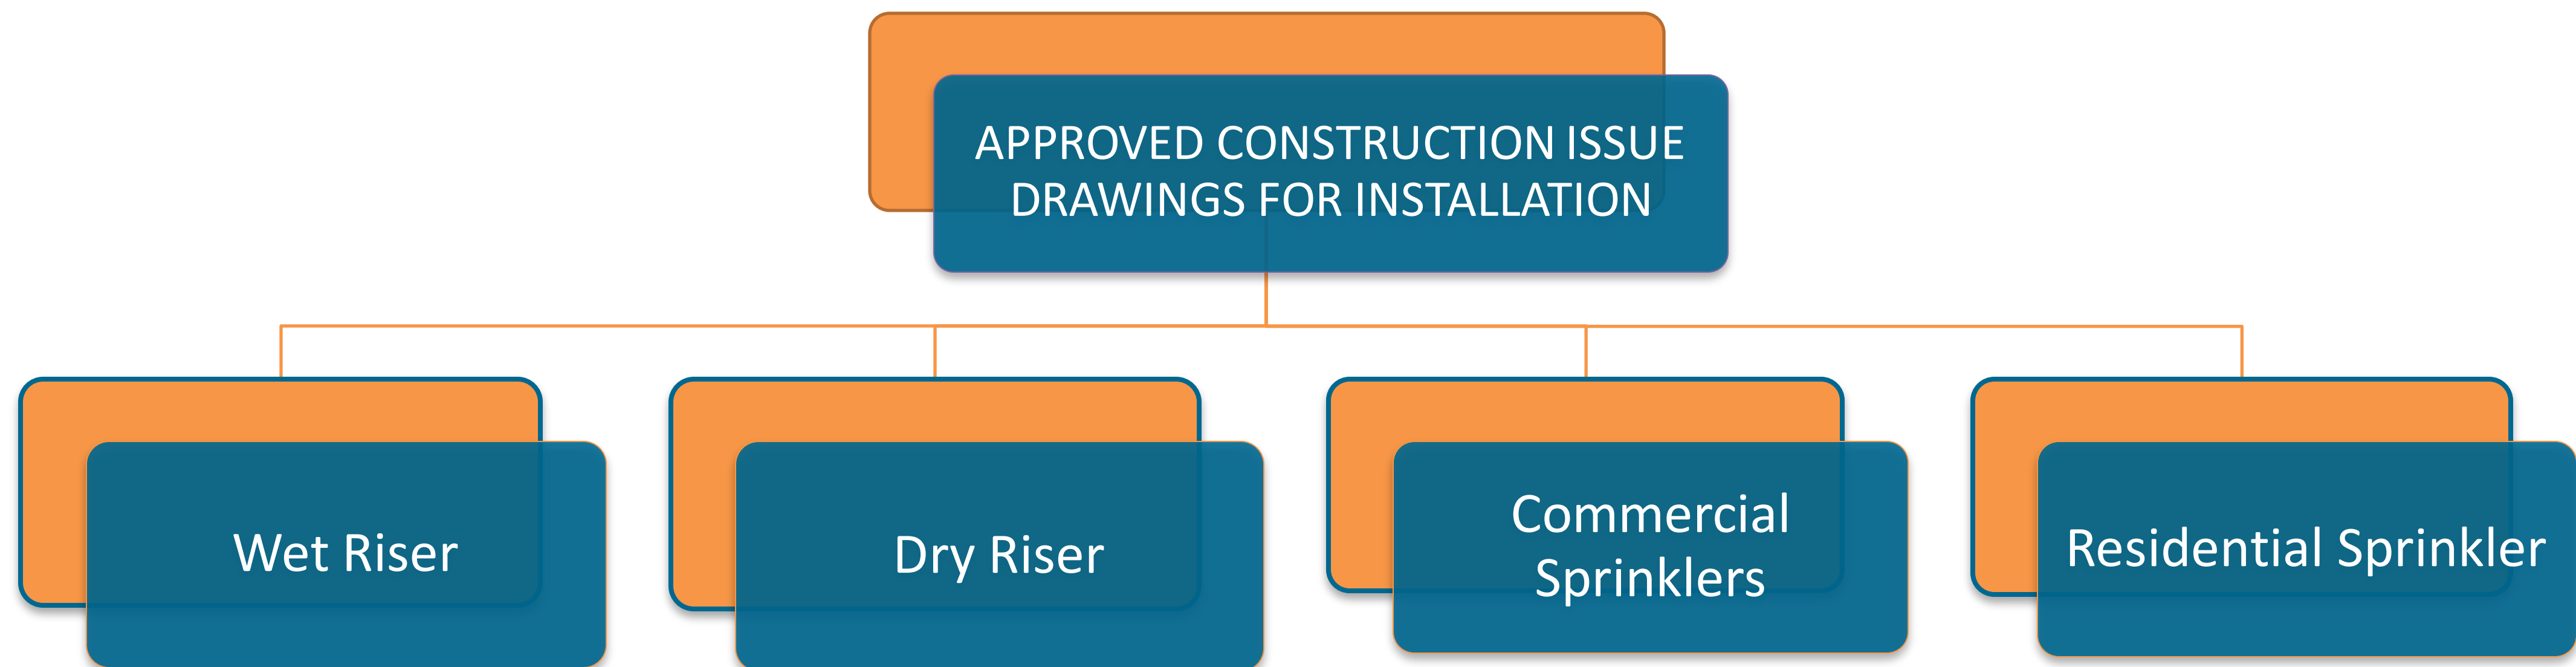 APPROVED CONSTRUCTION ISSUE
DRAWINGS FOR INSTALLATION
Wet Riser
Dry Riser
Commercial
Sprinklers
Residential Sprinkler